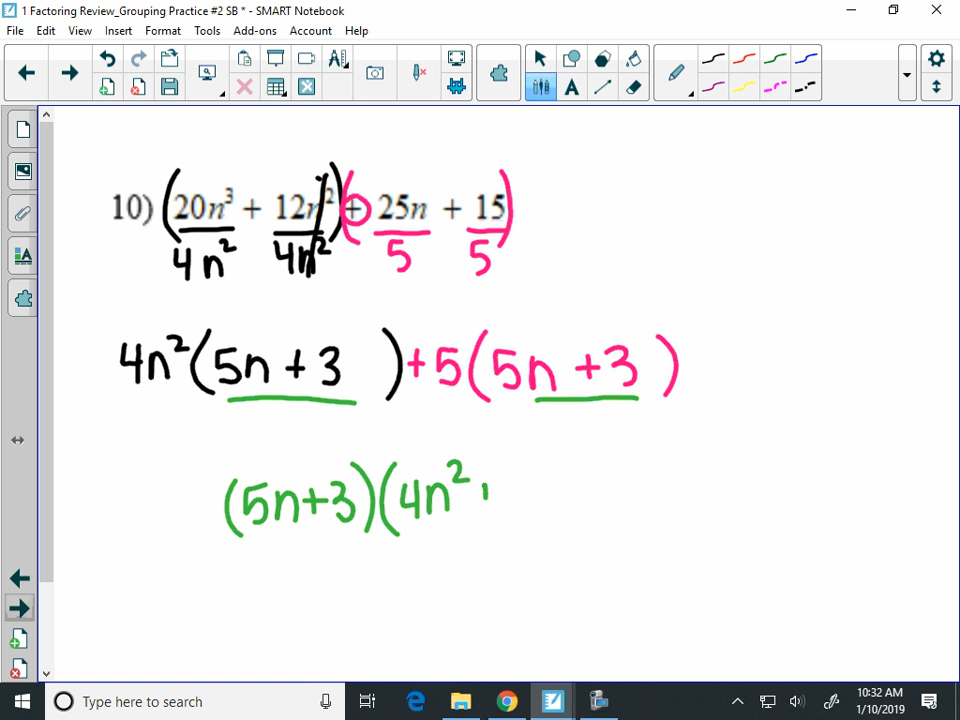 1 Factoring Review_Grouping Practice #2 SB * - SMART Notebook
File Edit View Insert Format Tools Add-ons Account Help
10) (20n³ + 12n²)(+ 25n + 15)
4n² 4n² 5 5
4n²(5n + 3 )+5(5n +3 )
(5n+3)(4n²
Type here to search
10:32 AM
1/10/2019